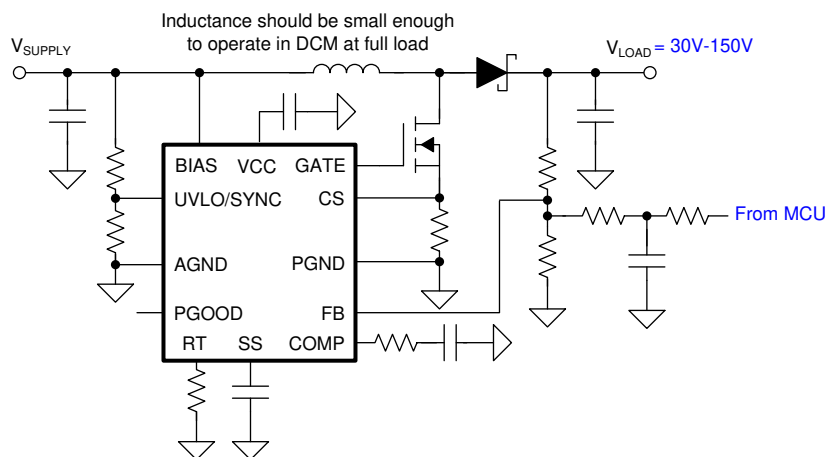 Inductance should be small enough
to operate in DCM at full load
VSUPPLY
VLOAD = 30V-150V
BIAS
VCC
GATE
UVLO/SYNC
CS
From MCU
AGND
PGND
PGOOD
FB
RT
SS
COMP